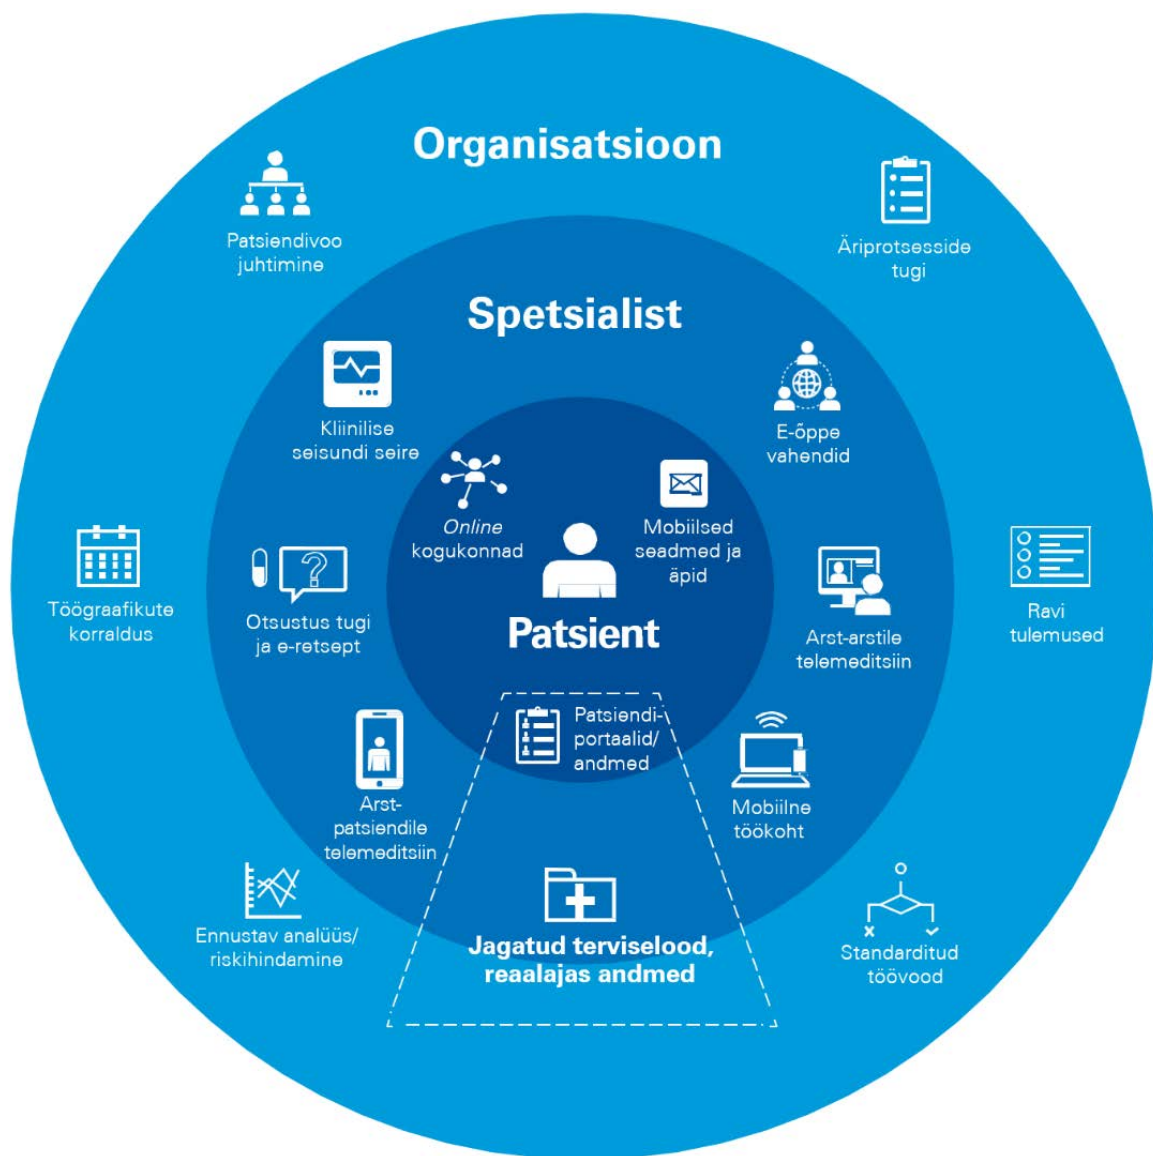 Organisatsioon
Patsiendivoo
juhtimine
Äriprotsesside
tugi
Spetsialist
Kliinilise
seisundi seire
E-õppe
vahendid
Online
kogukonnad
Mobiilsed
seadmed ja
äpid
Töögraafikute
korraldus
Otsustus tugi
ja e-retsept
Patsient
Arst-arstile
telemeditsiin
Ravi
tulemused
Patsiendi-
portaalid/
andmed
Arst-
patsiendile
telemeditsiin
Mobiilne
töökoht
Ennustav analüüs/
riskihindamine
Jagatud terviselood,
reaalajas andmed
Standarditud
töövood